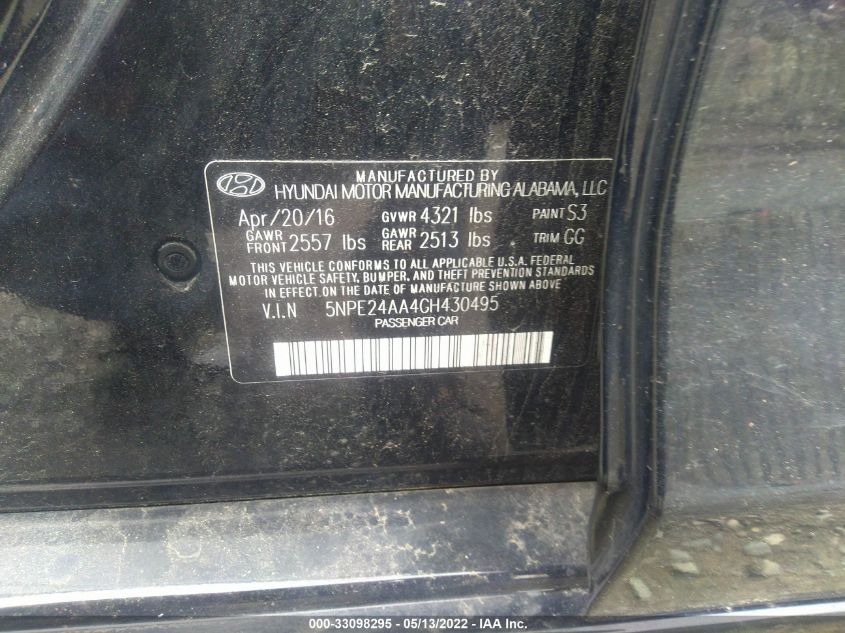 MANUFACTURED BY
HYUNDAI MOTOR MANUFACTURING ALABAMA, LLC
Apr/20/16 GVWR 4321 lbs PAINT S3
GAWR FRONT 2557 lbs GAWR REAR 2513 lbs TRIM GG
THIS VEHICLE CONFORMS TO ALL APPLICABLE U.S.A. FEDERAL
MOTOR VEHICLE SAFETY, BUMPER, AND THEFT PREVENTION STANDARDS
IN EFFECT ON THE DATE OF MANUFACTURE SHOWN ABOVE
V.I.N 5NPE24AA4GH430495
PASSENGER CAR
000-33098295 - 05/13/2022 - IAA Inc.